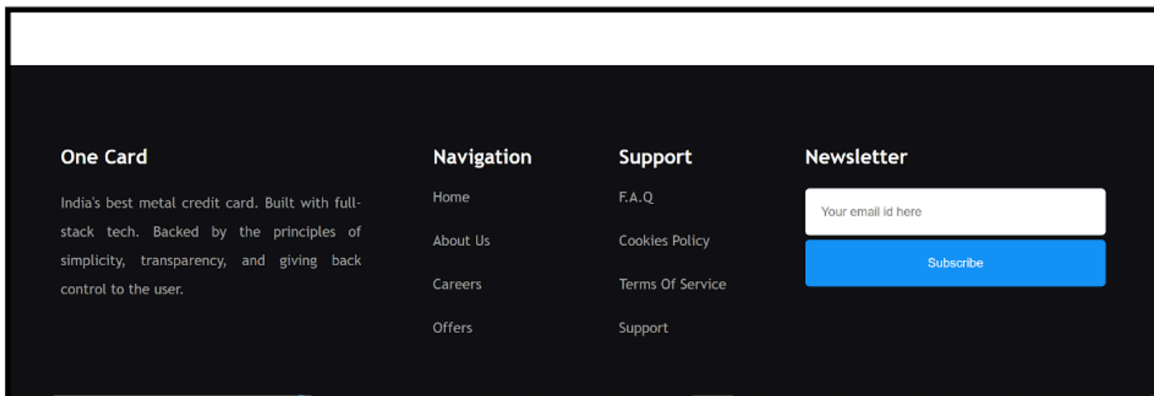 One Card
India's best metal credit card. Built with full-
stack tech. Backed by the principles of
simplicity, transparency, and giving back
control to the user.
Navigation
Home
About Us
Careers
Offers
Support
F.A.Q
Cookies Policy
Terms Of Service
Support
Newsletter
Your email id here
Subscribe